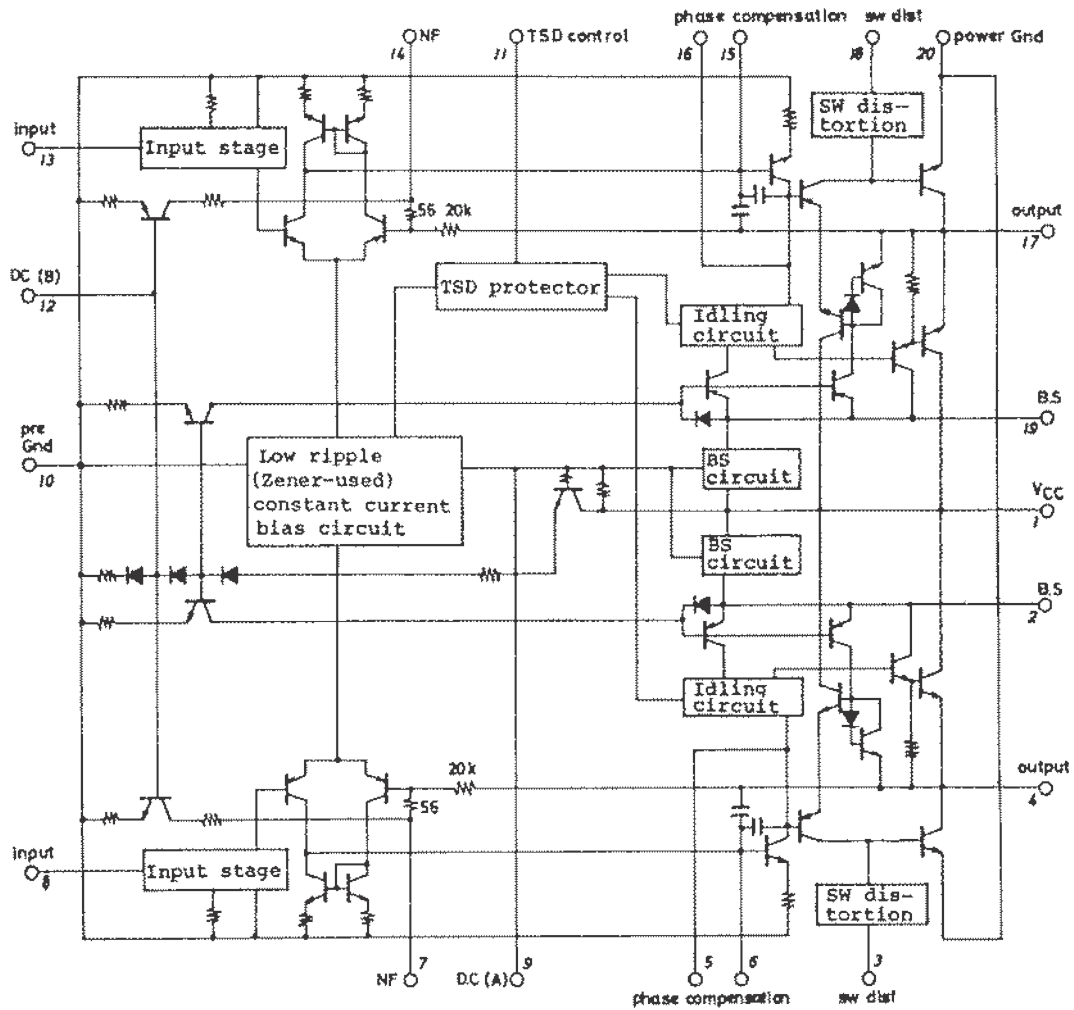 phase compensation sw dist
NF
14
11
TSD control
16
15
18
20
power Gnd
input
13
Input stage
SW dis-
tortion
56
20k
output
17
DC (B)
12
TSD protector
Idling
circuit
B.S
19
pre
Gnd
10
Low ripple
(Zener-used)
constant current
bias circuit
BS
circuit
VCC
1
BS
circuit
B.S
2
Idling
circuit
20k
56
output
4
input
8
Input stage
SW dis-
tortion
NF
7
D.C (A)
9
5
6
3
phase compensation
sw dist